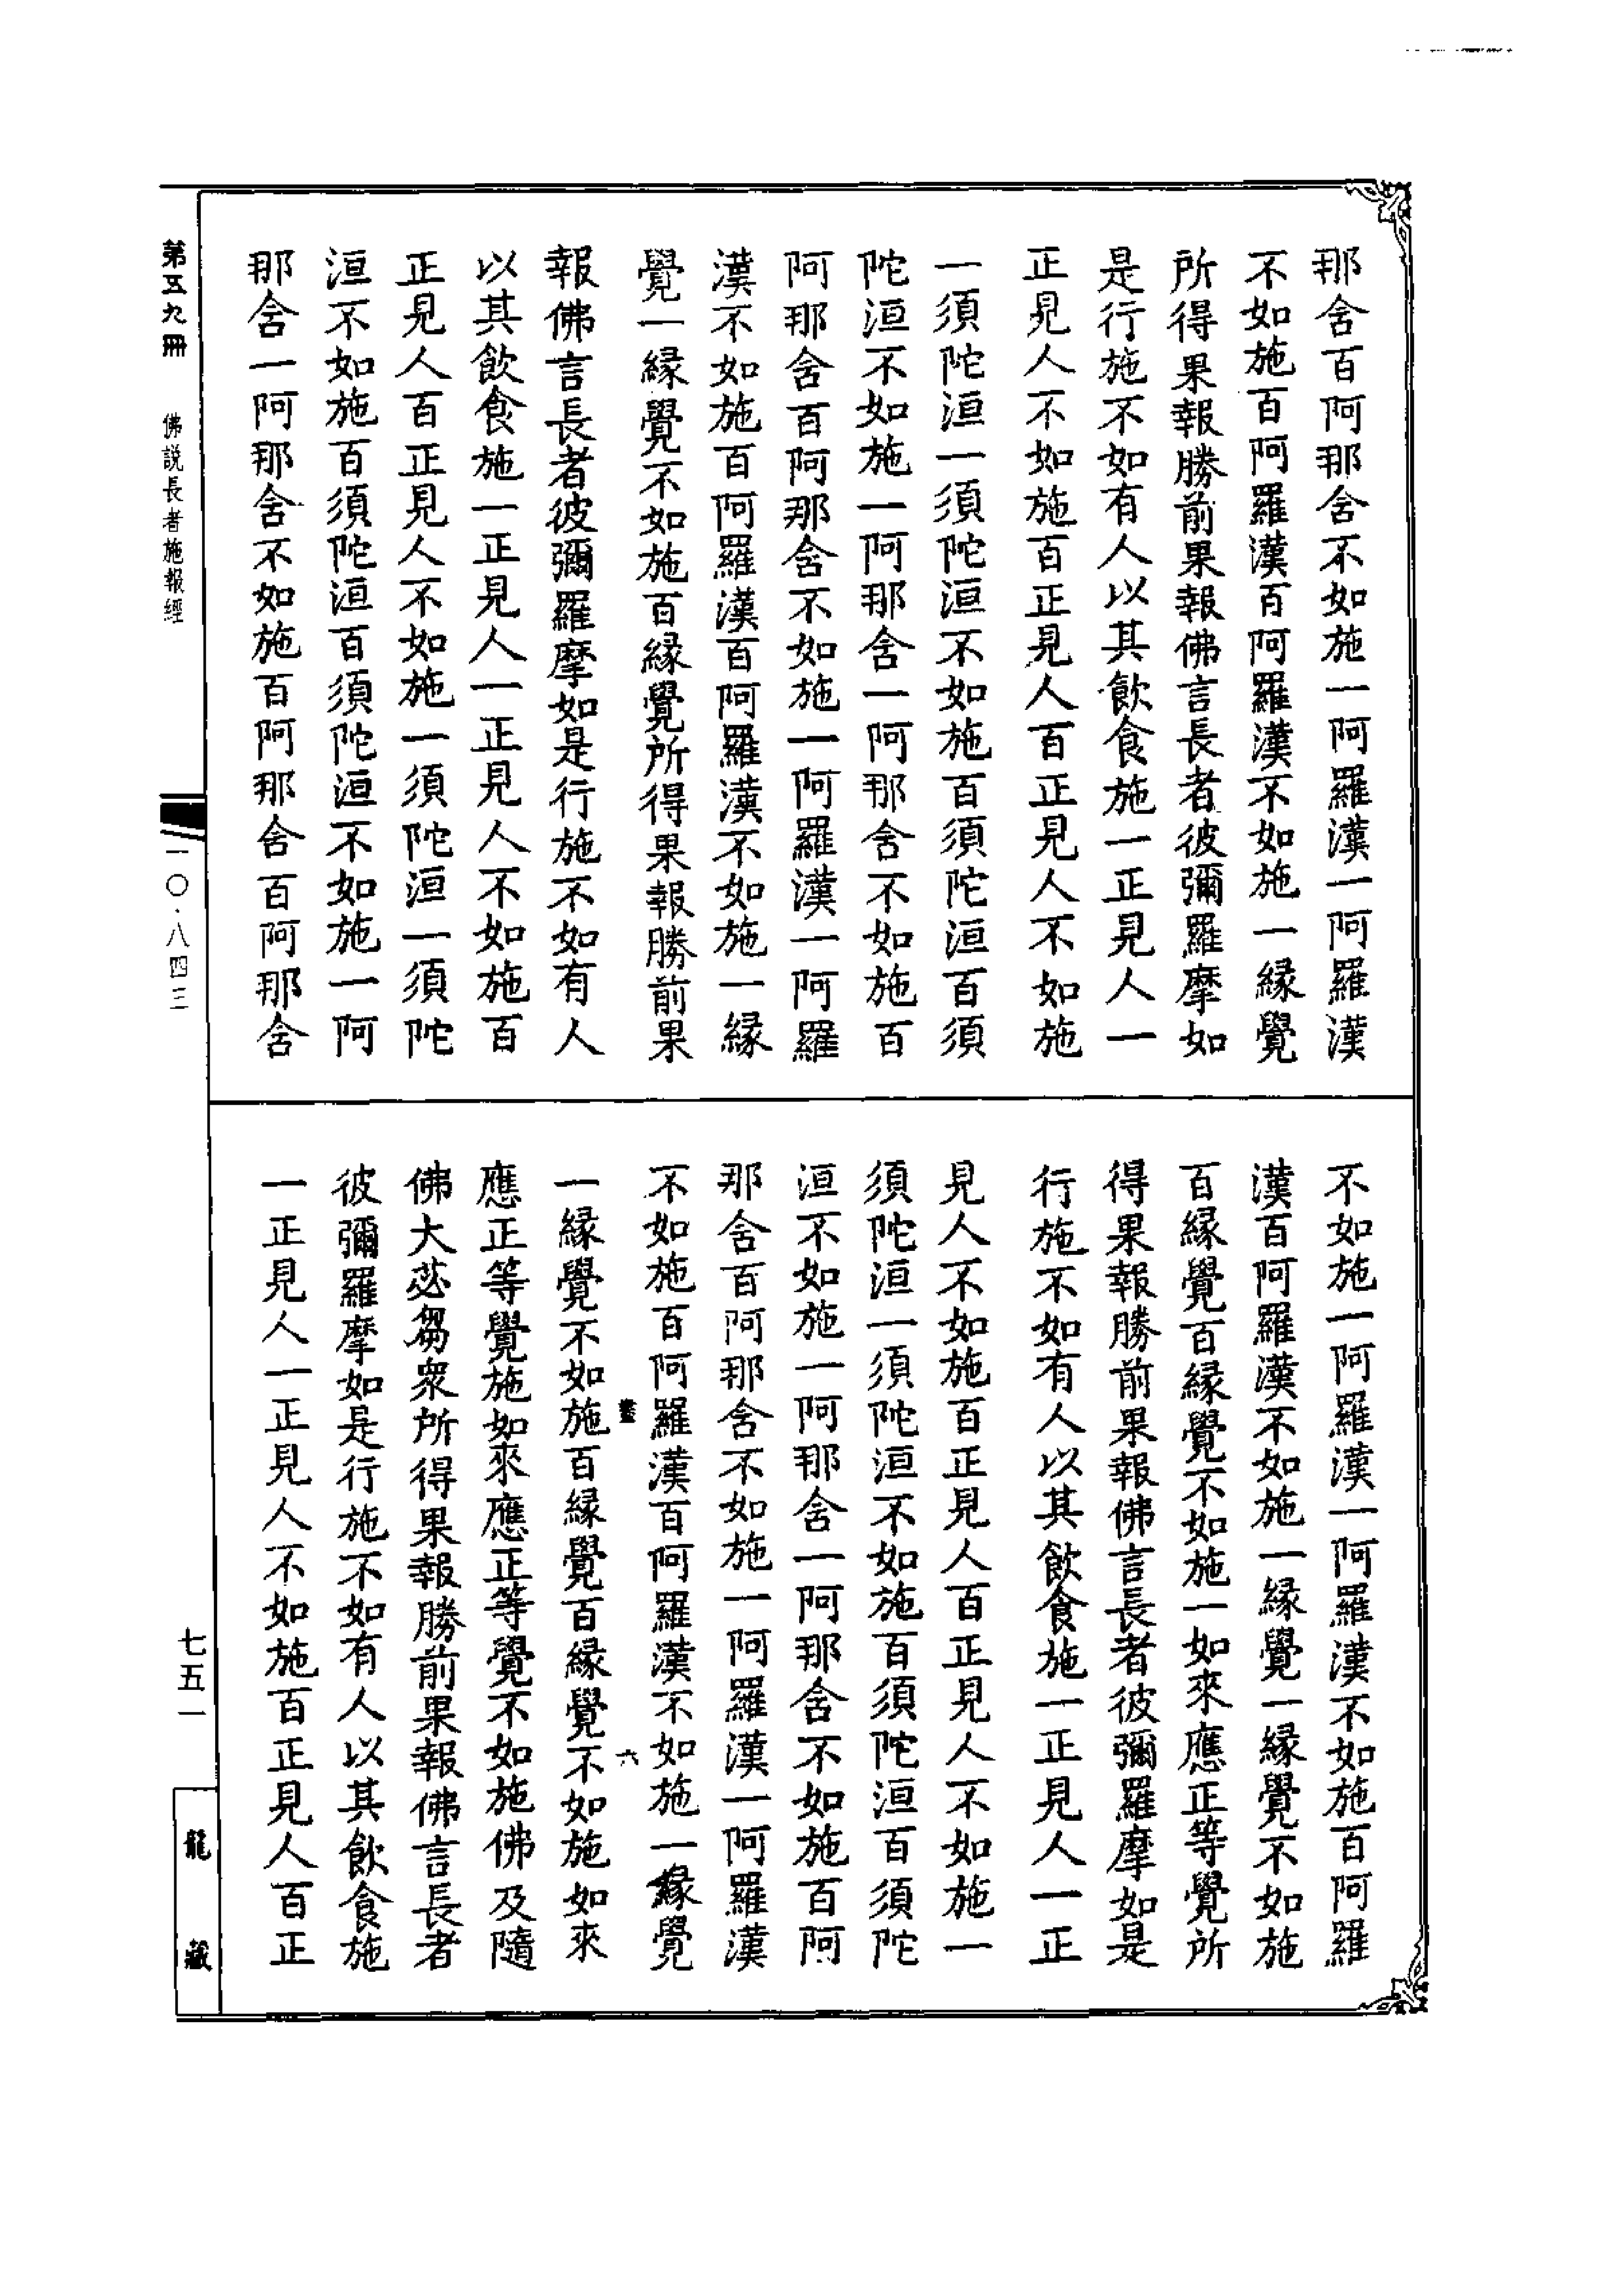 那含百阿那含不如施一阿羅漢一阿羅漢
不如施百阿羅漢百阿羅漢不如施一緣覺
所得果報勝前果報佛言長者彼彌羅摩如
是行施不如有人以其飲食施一正見人一
正見人不如施百正見人百正見人不如施
一須陀洹一須陀洹不如施百須陀洹百須
陀洹不如施一阿那含一阿那含不如施百
阿那含百阿那含不如施一阿羅漢一阿羅
漢不如施百阿羅漢百阿羅漢不如施一緣
覺一緣覺不如施百緣覺所得果報勝前果
報佛言長者彼彌羅摩如是行施不如有人
以其飲食施一正見人一正見人不如施百
正見人百正見人不如施一須陀洹一須陀
洹不如施百須陀洹百須陀洹不如施一阿
那含一阿那含不如施百阿那含百阿那含
不如施一阿羅漢一阿羅漢不如施百阿羅
漢百阿羅漢不如施一緣覺一緣覺不如施
百緣覺百緣覺不如施一如來應正等覺所
得果報勝前果報佛言長者彼彌羅摩如是
行施不如有人以其飲食施一正見人一正
見人不如施百正見人百正見人不如施一
須陀洹一須陀洹不如施百須陀洹百須陀
洹不如施一阿那含一阿那含不如施百阿
那含百阿那含不如施一阿羅漢一阿羅漢
不如施百阿羅漢百阿羅漢不如施一緣覺
六
一緣覺不如施百緣覺百緣覺不如施如來
應正等覺施如來應正等覺不如施佛及隨
佛大苾芻眾所得果報勝前果報佛言長者
彼彌羅摩如是行施不如有人以其飲食施
一正見人一正見人不如施百正見人百正
第五九冊 佛說長者施報經
一〇·八四三
七五一
龍藏